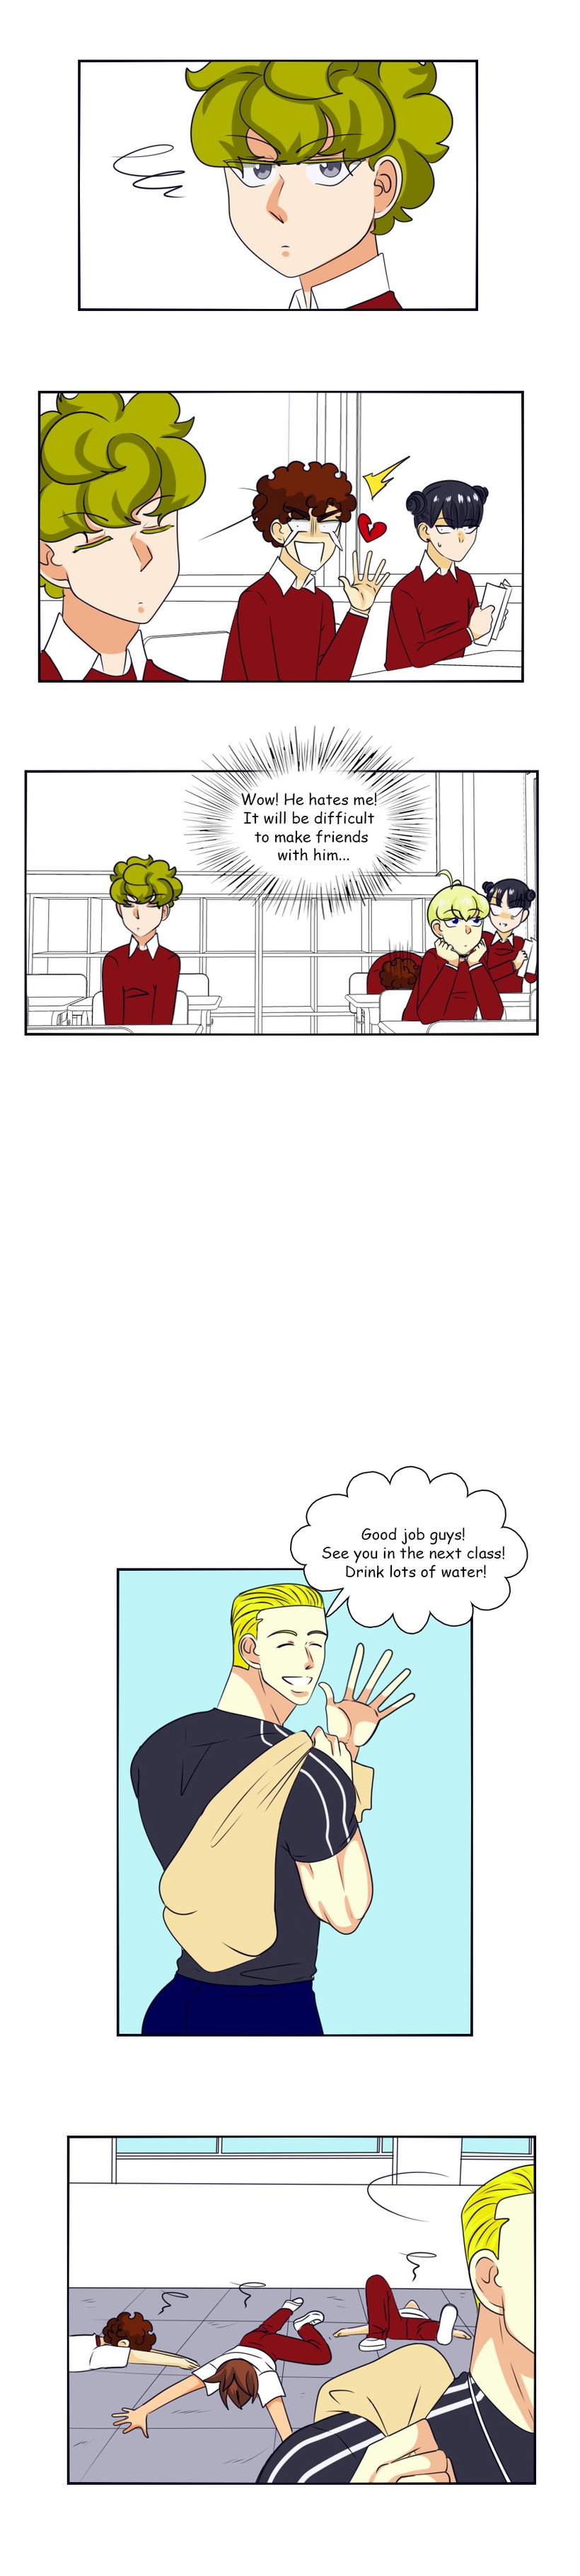 Wow! He hates me!
It will be difficult
to make friends
with him...
Good job guys!
See you in the next class!
Drink lots of water!